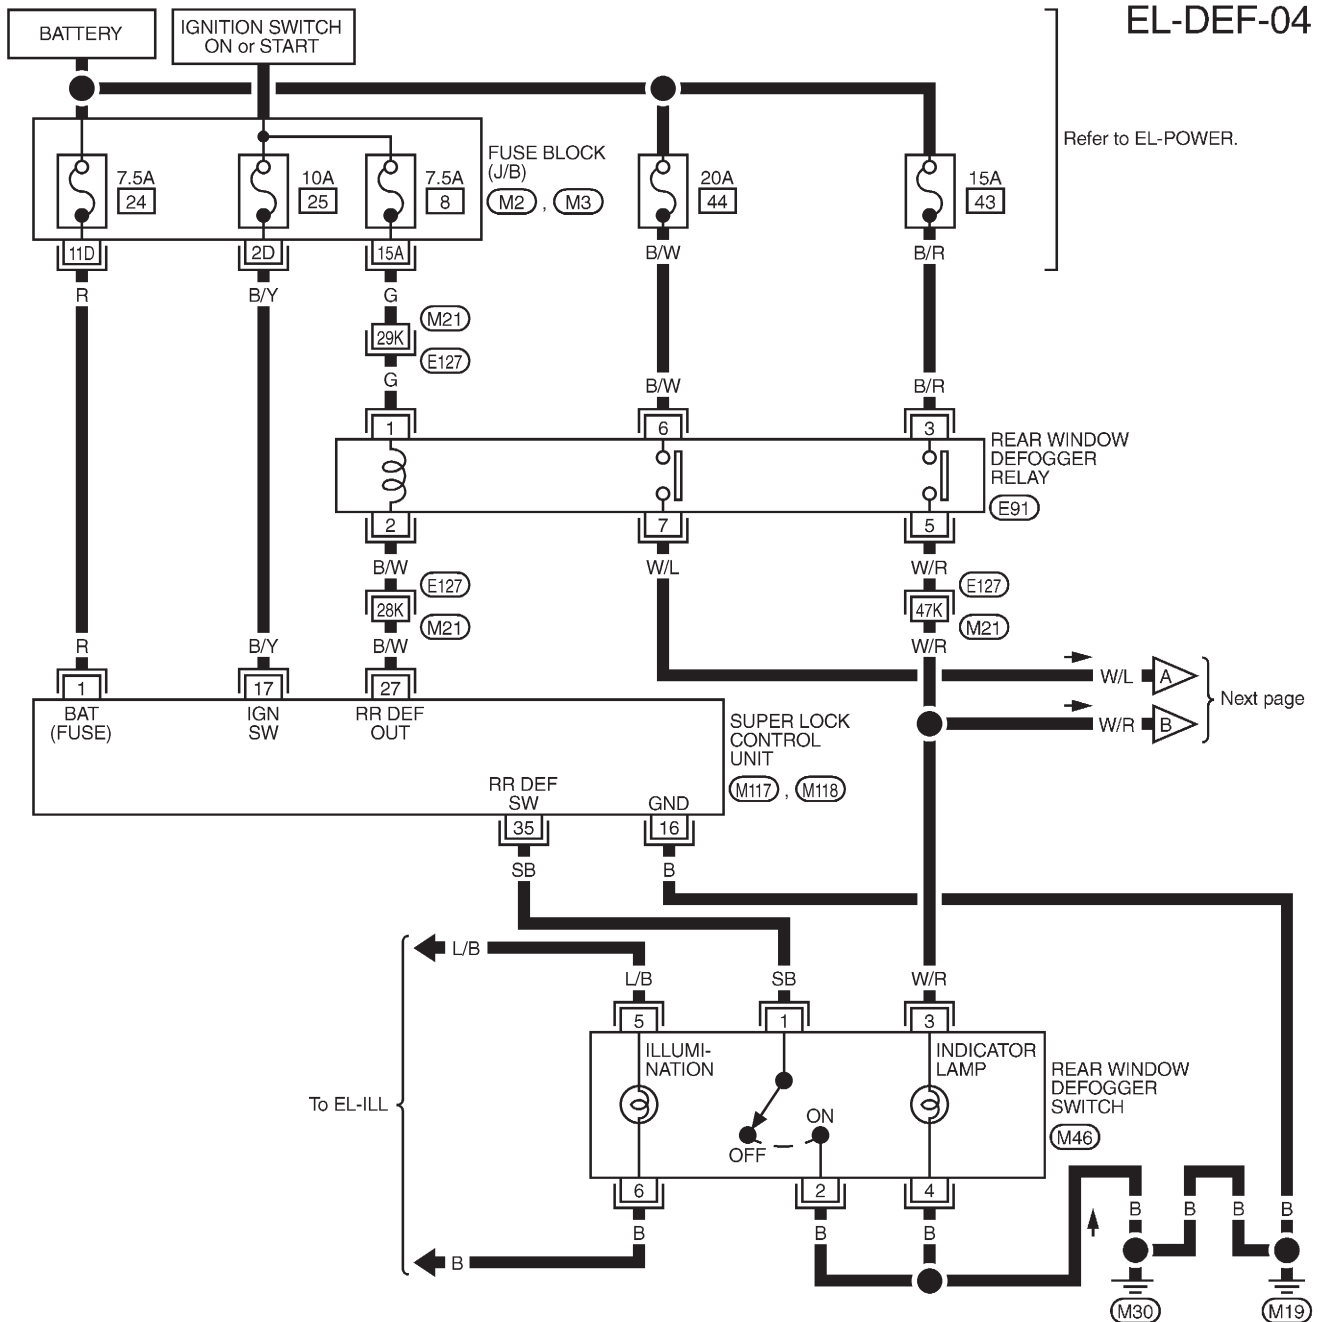 EL-DEF-04
BATTERY
IGNITION SWITCH
ON or START
Refer to EL-POWER.
7.5A
24
10A
25
7.5A
8
FUSE BLOCK
(J/B)
M2 , M3
20A
44
15A
43
11D
2D
15A
B/W
B/R
R
B/Y
G
M21
29K
E127
G
B/W
B/R
1
6
3
REAR WINDOW
DEFOGGER
RELAY
E91
2
7
5
B/W
W/L
W/R
E127
E127
28K
47K
M21
M21
R
B/Y
B/W
W/R
W/L
A
Next page
W/R
B
1
17
27
BAT
(FUSE)
IGN
SW
RR DEF
OUT
SUPER LOCK
CONTROL
UNIT
M117 , M118
RR DEF
SW
GND
35
16
SB
B
L/B
L/B
SB
W/R
5
1
3
ILLUMI-
NATION
INDICATOR
LAMP
REAR WINDOW
DEFOGGER
SWITCH
M46
To EL-ILL
ON
OFF
6
2
4
B
B
B
B
B
B
B
B
M30
M19